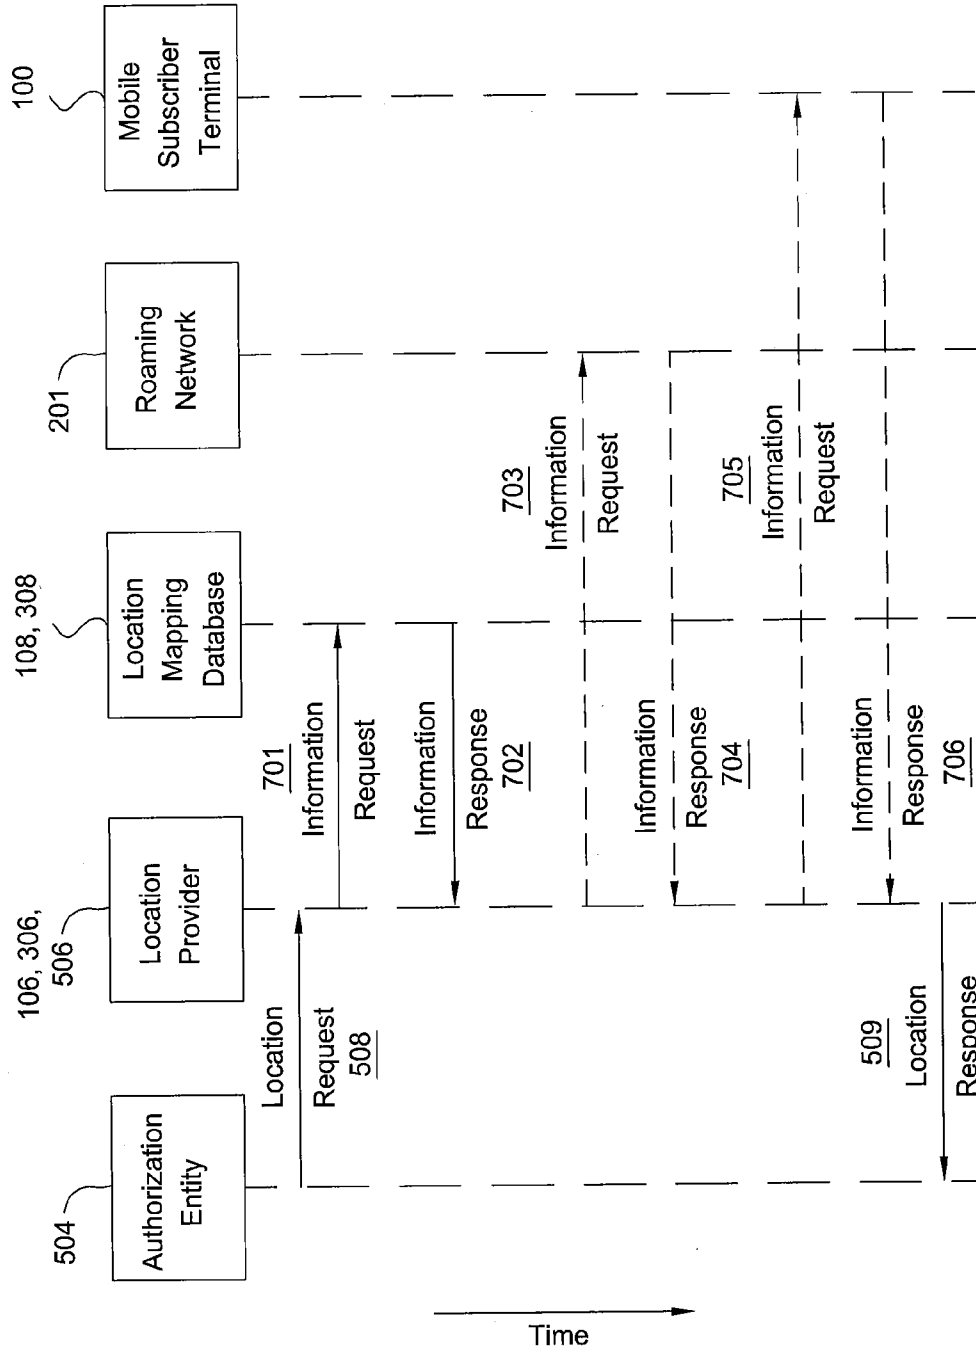 504
Authorization
Entity
106, 306,
506
Location
Provider
108, 308
Location
Mapping
Database
201
Roaming
Network
100
Mobile
Subscriber
Terminal
Time
Location
Request
508
701
Information
Request
Information
Response
702
703
Information
Request
Information
Response
704
705
Information
Request
Information
Response
706
509
Location
Response